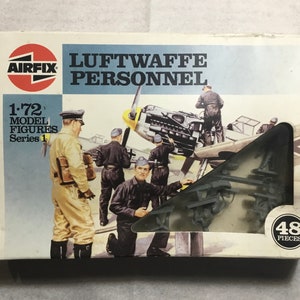 AIRFIX
LUFTWAFFE
PERSONNEL
1·72
MODEL
FIGURES
Series 1
48
PIECES